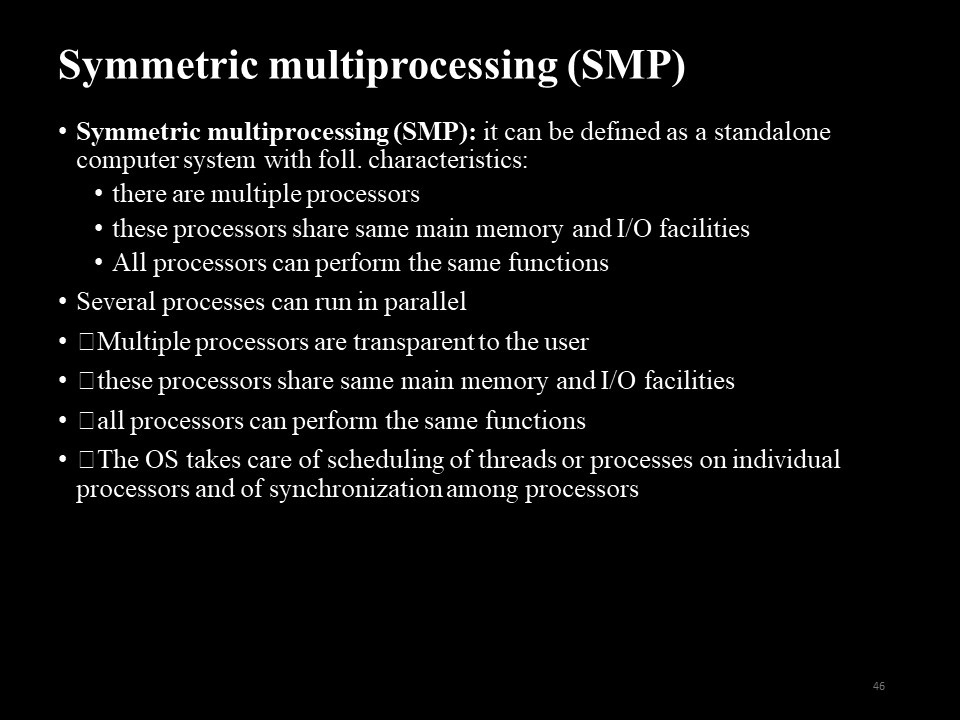 Symmetric multiprocessing (SMP)
• Symmetric multiprocessing (SMP): it can be defined as a standalone
computer system with foll. characteristics:
• there are multiple processors
• these processors share same main memory and I/O facilities
• All processors can perform the same functions
• Several processes can run in parallel
• Multiple processors are transparent to the user
• these processors share same main memory and I/O facilities
• all processors can perform the same functions
• The OS takes care of scheduling of threads or processes on individual
processors and of synchronization among processors
46